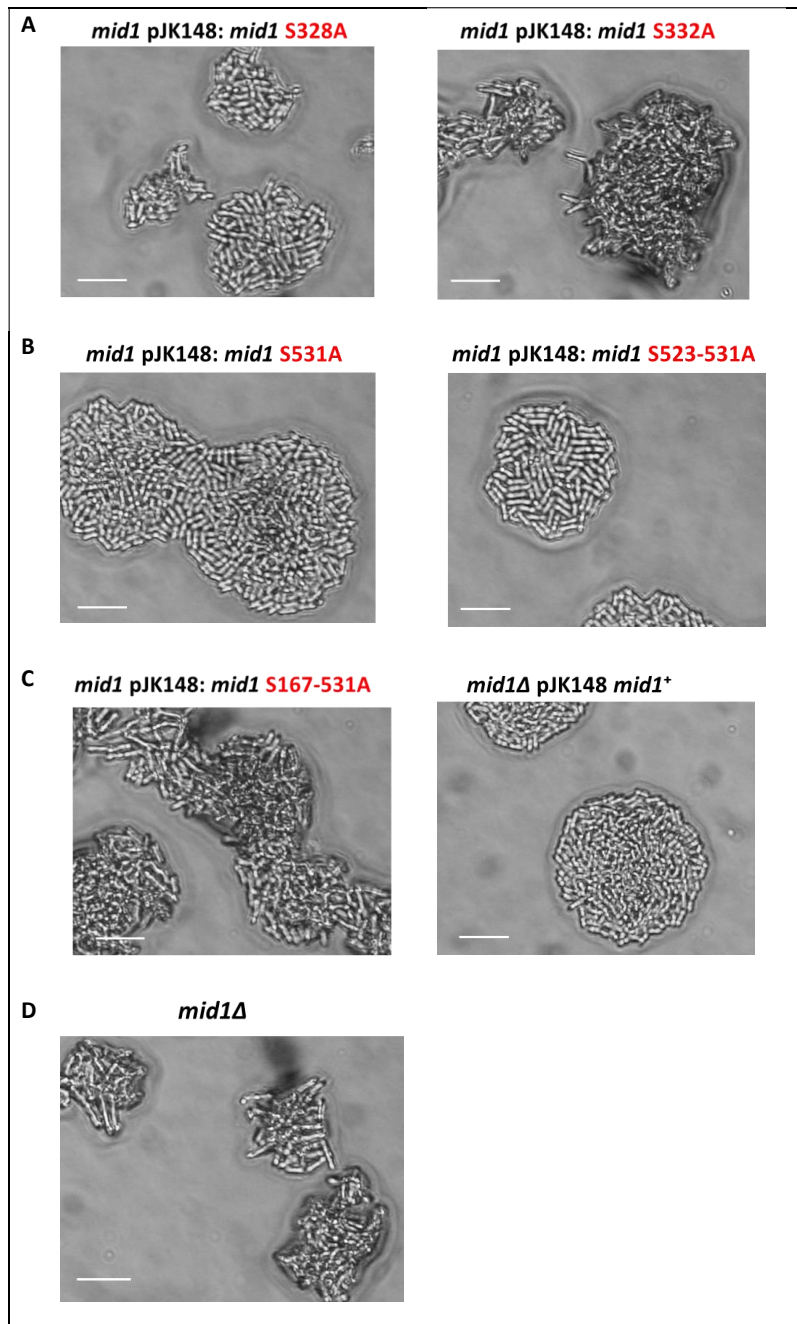 A
mid1 pJK148: mid1 S328A
mid1 pJK148: mid1 S332A
B
mid1 pJK148: mid1 S531A
mid1 pJK148: mid1 S523-531A
C
mid1 pJK148: mid1 S167-531A
mid1Δ pJK148 mid1⁺
D
mid1Δ